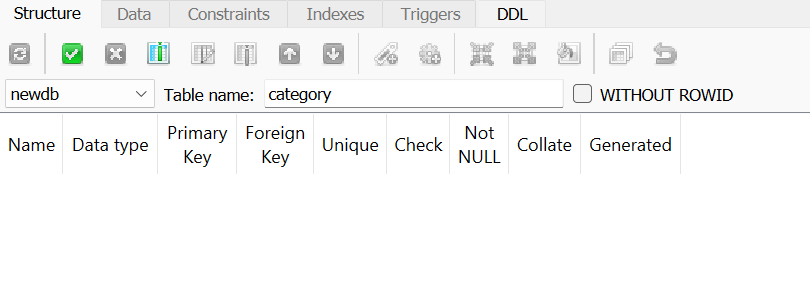 Structure Data Constraints Indexes Triggers DDL
newdb Table name: category WITHOUT ROWID
Name Data type Primary Key Foreign Key Unique Check Not NULL Collate Generated